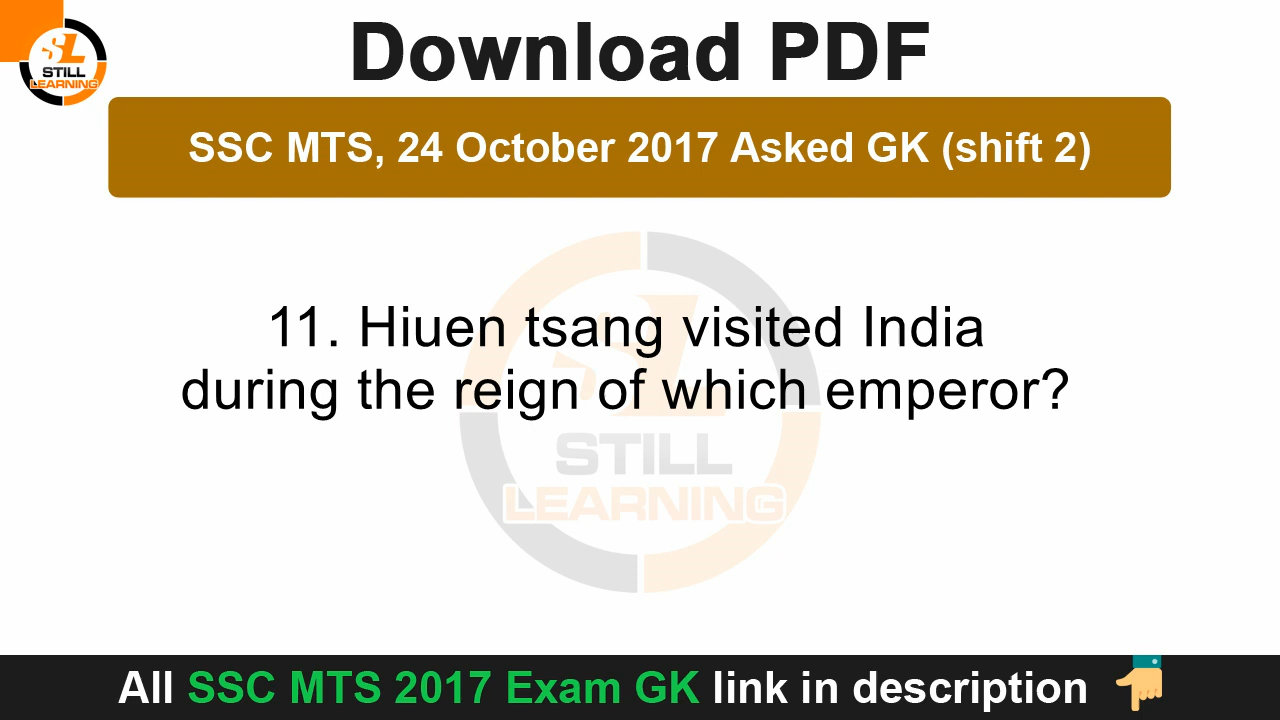 SL
STILL
LEARNING
Download PDF
SSC MTS, 24 October 2017 Asked GK (shift 2)
11. Hiuen tsang visited India
during the reign of which emperor?
SL
STILL
LEARNING
All SSC MTS 2017 Exam GK link in description